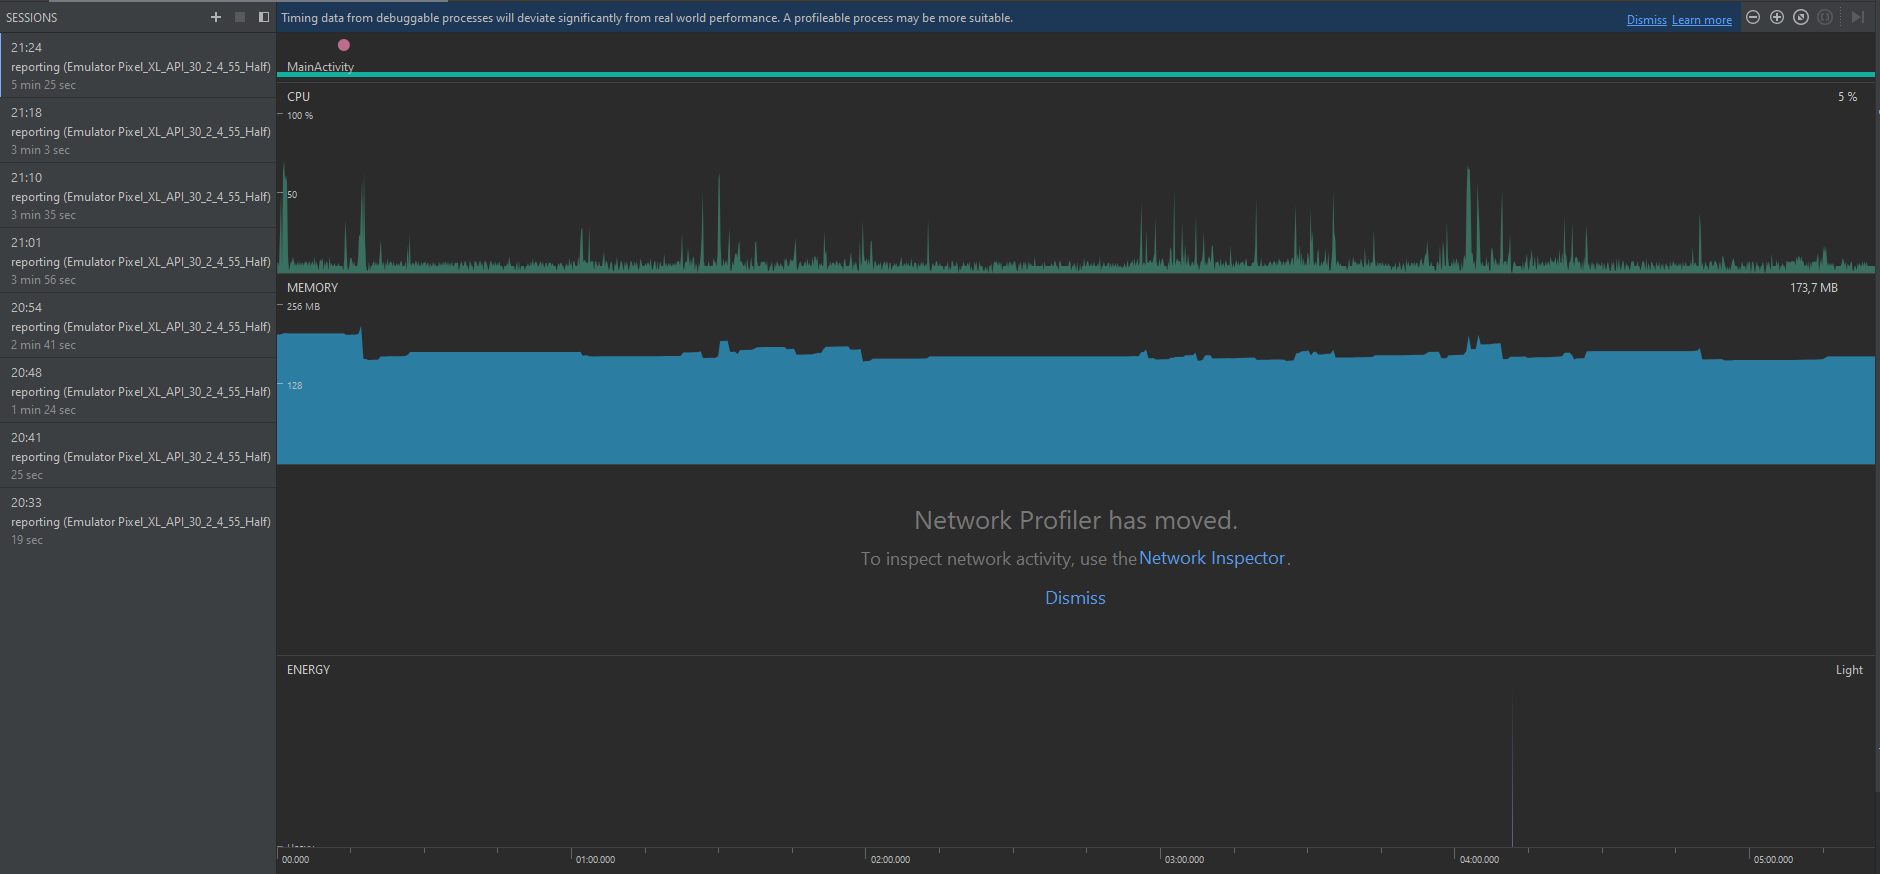 SESSIONS
Timing data from debuggable processes will deviate significantly from real world performance. A profileable process may be more suitable.
Dismiss Learn more
21:24
reporting (Emulator Pixel_XL_API_30_2_4_55_Half)
5 min 25 sec
21:18
reporting (Emulator Pixel_XL_API_30_2_4_55_Half)
3 min 3 sec
21:10
reporting (Emulator Pixel_XL_API_30_2_4_55_Half)
3 min 35 sec
21:01
reporting (Emulator Pixel_XL_API_30_2_4_55_Half)
3 min 56 sec
20:54
reporting (Emulator Pixel_XL_API_30_2_4_55_Half)
2 min 41 sec
20:48
reporting (Emulator Pixel_XL_API_30_2_4_55_Half)
1 min 24 sec
20:41
reporting (Emulator Pixel_XL_API_30_2_4_55_Half)
25 sec
20:33
reporting (Emulator Pixel_XL_API_30_2_4_55_Half)
19 sec
MainActivity
CPU
5 %
100 %
50
MEMORY
173,7 MB
256 MB
128
Network Profiler has moved.
To inspect network activity, use the Network Inspector.
Dismiss
ENERGY
Light
00.000
01:00.000
02:00.000
03:00.000
04:00.000
05:00.000